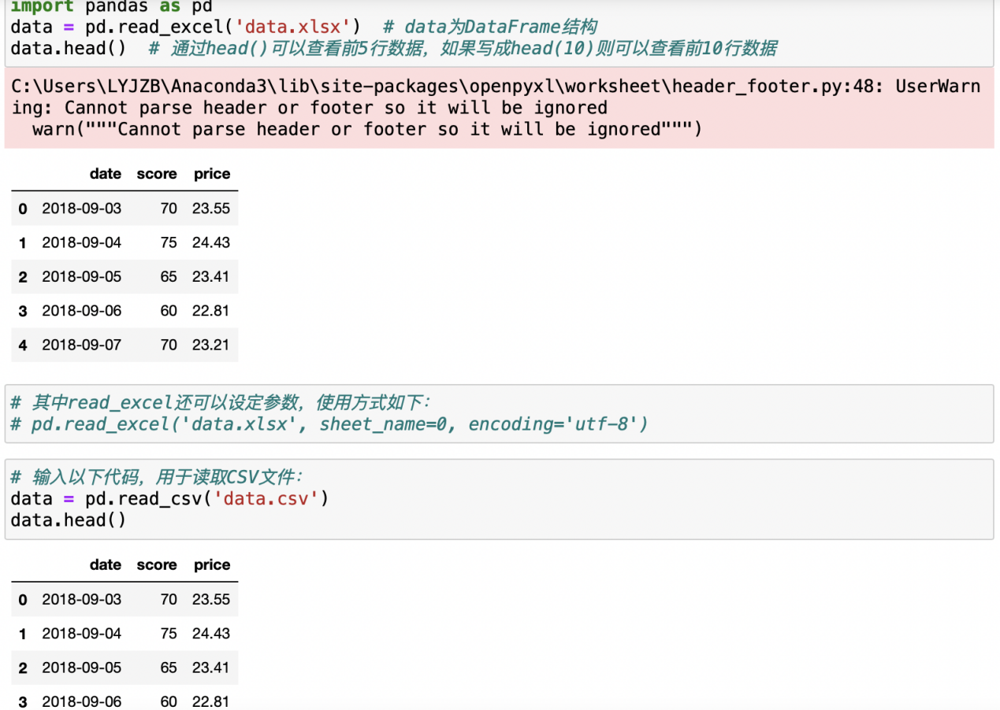 import pandas as pd
data = pd.read_excel('data.xlsx')  # data为DataFrame结构
data.head()  # 通过head()可以查看前5行数据，如果写成head(10)则可以查看前10行数据
C:\Users\LYJZB\Anaconda3\lib\site-packages\openpyxl\worksheet\header_footer.py:48: UserWarn
ing: Cannot parse header or footer so it will be ignored
  warn("""Cannot parse header or footer so it will be ignored""")
date score price
0 2018-09-03 70 23.55
1 2018-09-04 75 24.43
2 2018-09-05 65 23.41
3 2018-09-06 60 22.81
4 2018-09-07 70 23.21
# 其中read_excel还可以设定参数，使用方式如下：
# pd.read_excel('data.xlsx', sheet_name=0, encoding='utf-8')
# 输入以下代码，用于读取CSV文件：
data = pd.read_csv('data.csv')
data.head()
date score price
0 2018-09-03 70 23.55
1 2018-09-04 75 24.43
2 2018-09-05 65 23.41
3 2018-09-06 60 22.81